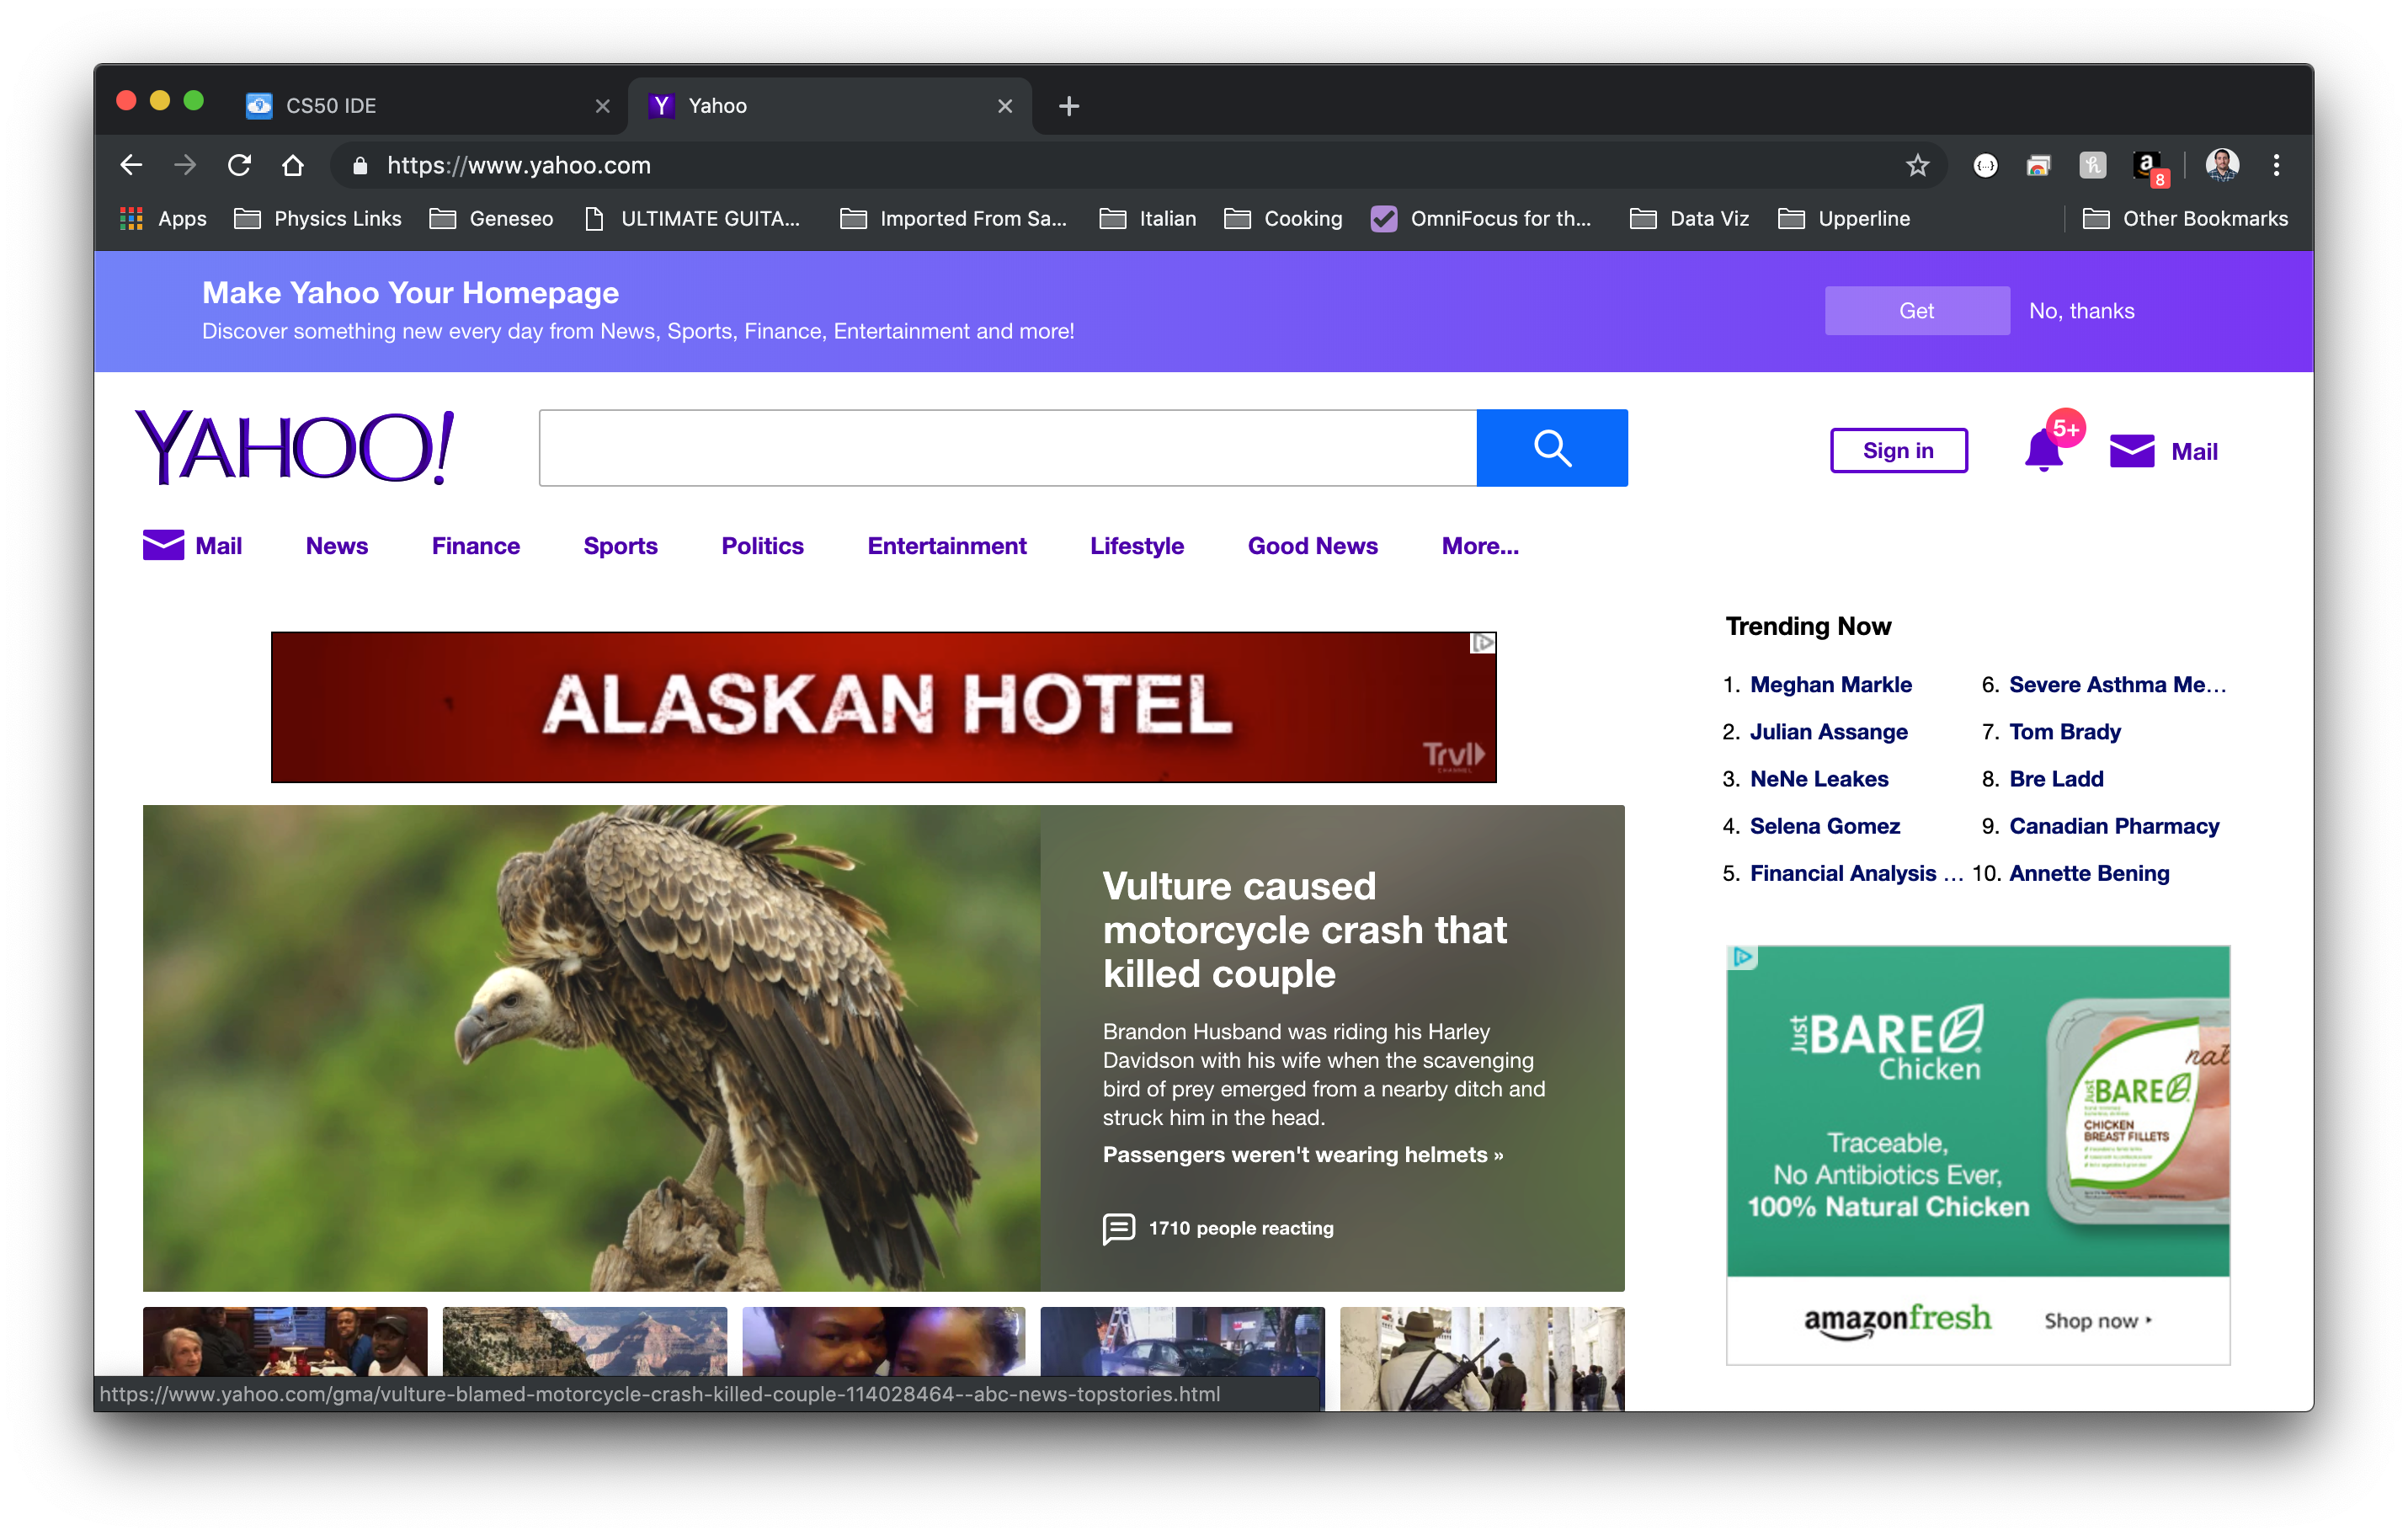 CS50 IDE
Yahoo
https://www.yahoo.com
8
Apps
Physics Links
Geneseo
ULTIMATE GUITA...
Imported From Sa...
Italian
Cooking
OmniFocus for th...
Data Viz
Upperline
Other Bookmarks
Make Yahoo Your Homepage
Discover something new every day from News, Sports, Finance, Entertainment and more!
Get
No, thanks
YAHOO!
Sign in
5+
Mail
Mail
News
Finance
Sports
Politics
Entertainment
Lifestyle
Good News
More...
ALASKAN HOTEL
Trvl
CHANNEL
Vulture caused
motorcycle crash that
killed couple
Brandon Husband was riding his Harley
Davidson with his wife when the scavenging
bird of prey emerged from a nearby ditch and
struck him in the head.
Passengers weren't wearing helmets »
1710 people reacting
Trending Now
1. Meghan Markle
2. Julian Assange
3. NeNe Leakes
4. Selena Gomez
5. Financial Analysis ...
6. Severe Asthma Me...
7. Tom Brady
8. Bre Ladd
9. Canadian Pharmacy
10. Annette Bening
Just BARE
Chicken
Traceable,
No Antibiotics Ever,
100% Natural Chicken
nat
Just BARE
CHICKEN
BREAST FILLETS
amazonfresh
Shop now
https://www.yahoo.com/gma/vulture-blamed-motorcycle-crash-killed-couple-114028464--abc-news-topstories.html